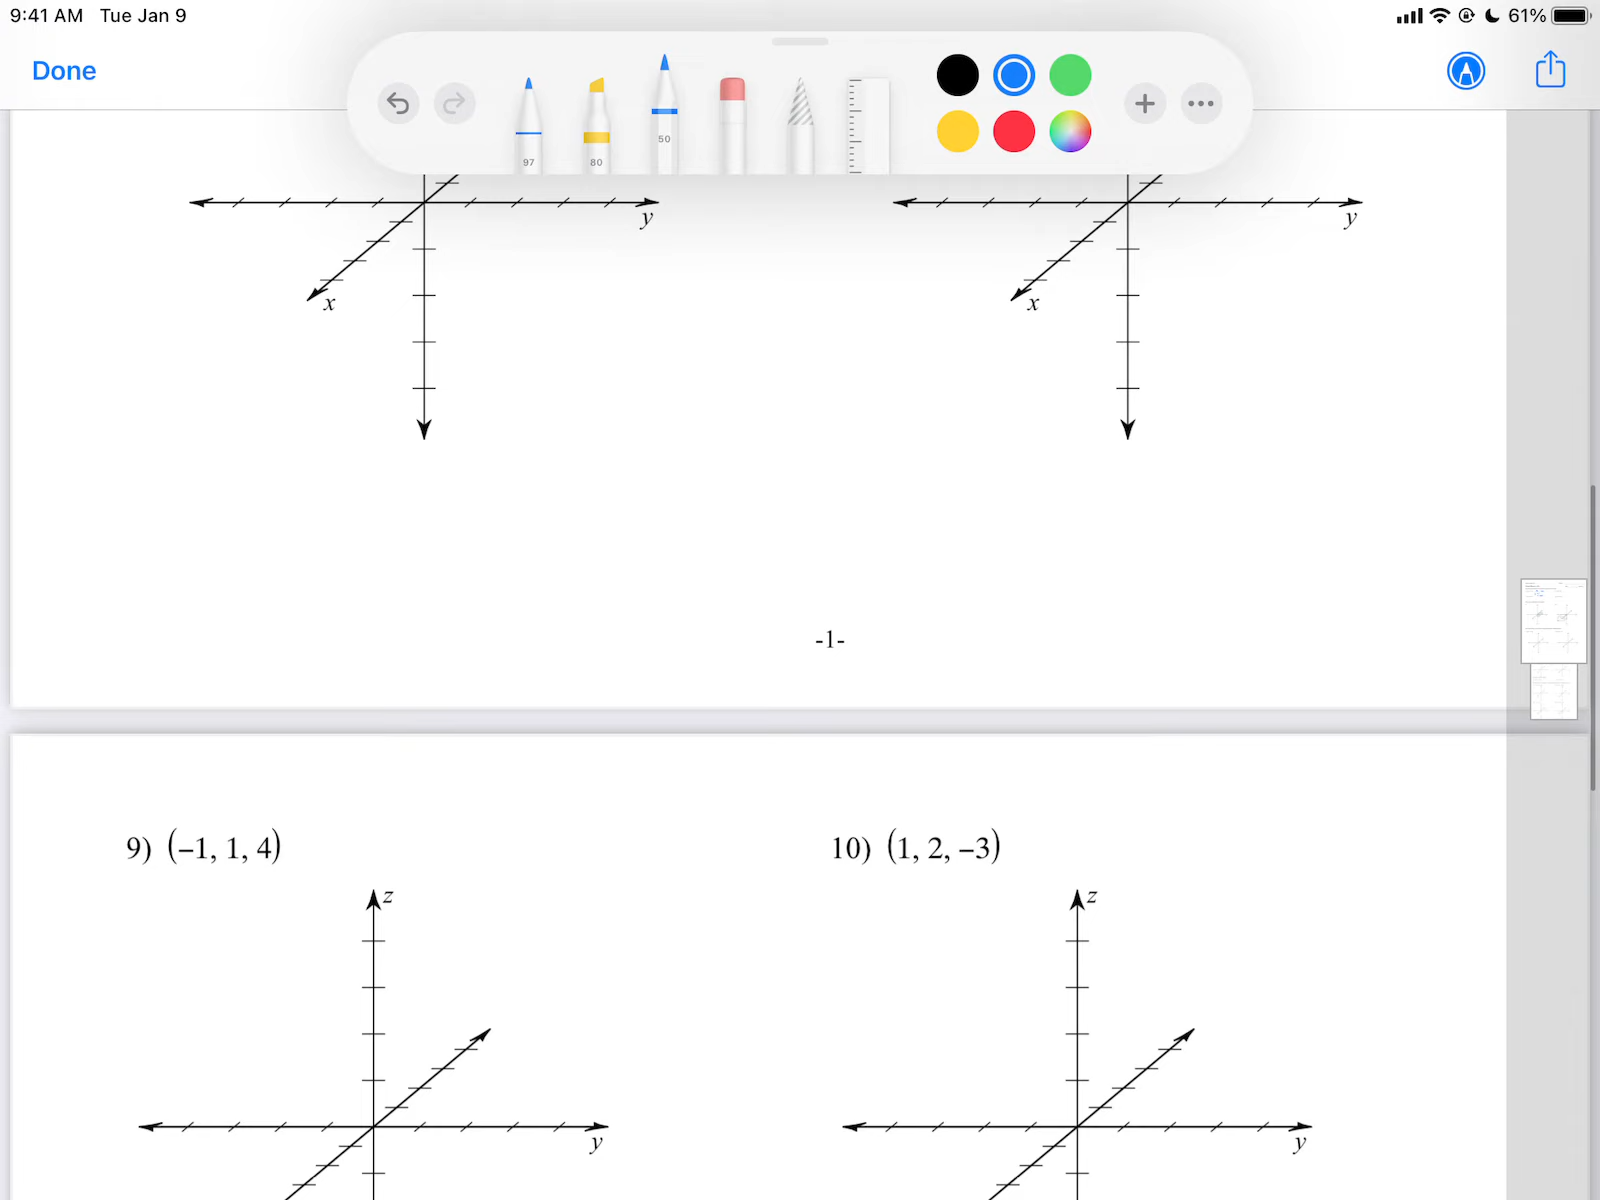 9:41 AM Tue Jan 9
61%
Done
97
80
50
y
y
x
x
-1-
9) (−1, 1, 4)
10) (1, 2, −3)
z
z
y
y